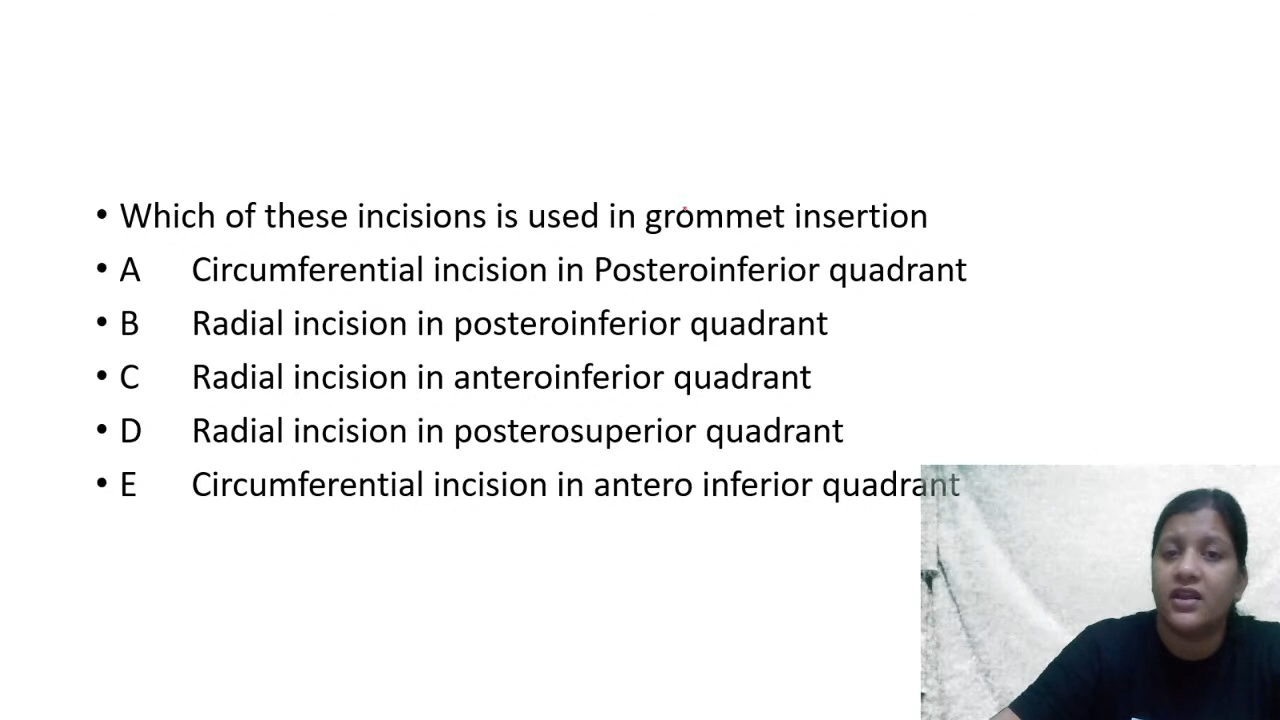 • Which of these incisions is used in grommet insertion
• A Circumferential incision in Posteroinferior quadrant
• B Radial incision in posteroinferior quadrant
• C Radial incision in anteroinferior quadrant
• D Radial incision in posterosuperior quadrant
• E Circumferential incision in antero inferior quadrant